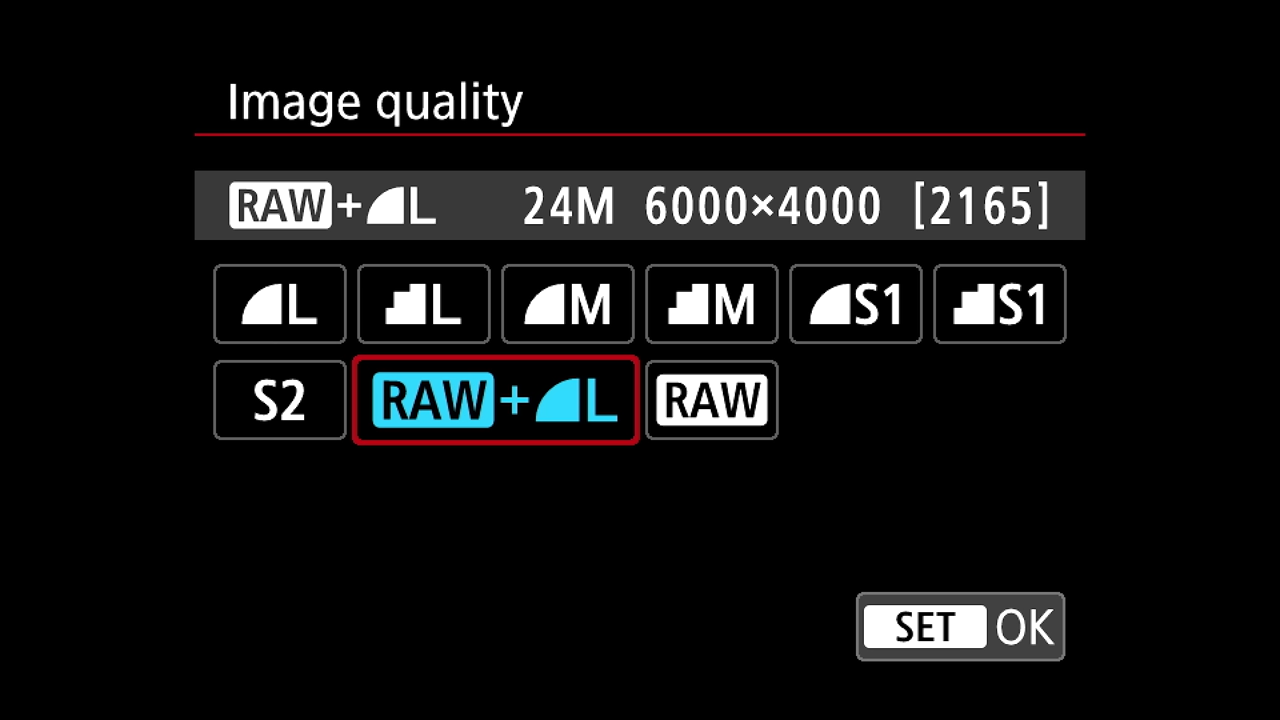 Image quality
RAW+L 24M 6000×4000 [2165]
L L M M S1 S1
S2 RAW+L RAW
SET OK